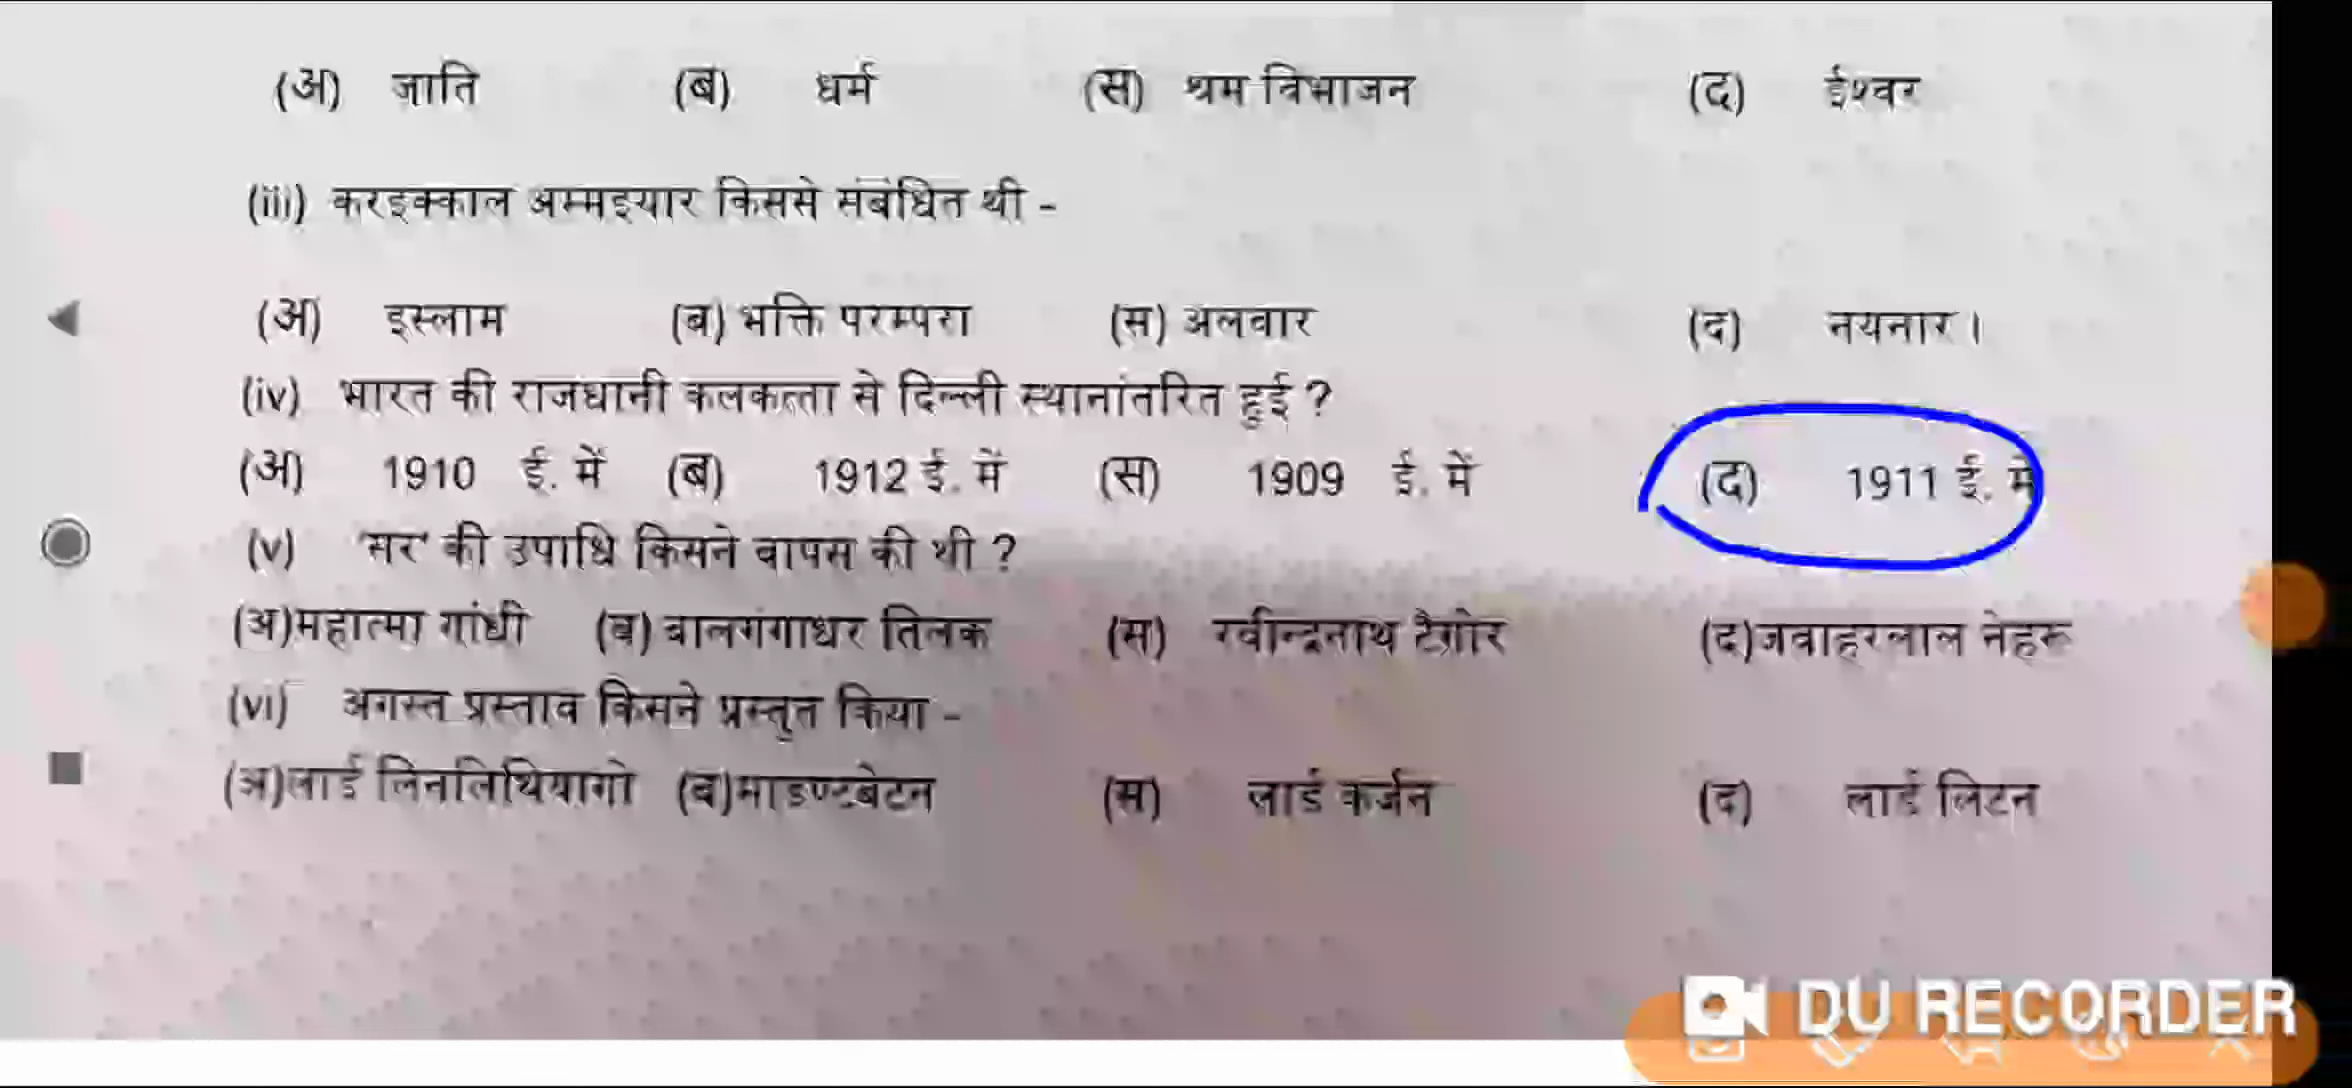 (अ) जाति (ब) धर्म (स) श्रम विभाजन (द) ईश्वर
(iii) करइक्काल अम्मइयार किससे संबंधित थी -
(अ) इस्लाम (ब) भक्ति परम्परा (स) अलवार (द) नयनार।
(iv) भारत की राजधानी कलकत्ता से दिल्ली स्थानांतरित हुई ?
(अ) 1910 ई. में (ब) 1912 ई. में (स) 1909 ई. में (द) 1911 ई. में
(v) 'सर' की उपाधि किसने वापस की थी ?
(अ)महात्मा गांधी (ब) बालगंगाधर तिलक (स) रवीन्द्रनाथ टैगोर (द)जवाहरलाल नेहरू
(vi) अगस्त प्रस्ताव किसने प्रस्तुत किया -
(अ)लार्ड लिनलिथियागो (ब)माउण्टबेटन (स) लार्ड कर्जन (द) लार्ड लिटन
DU RECORDER